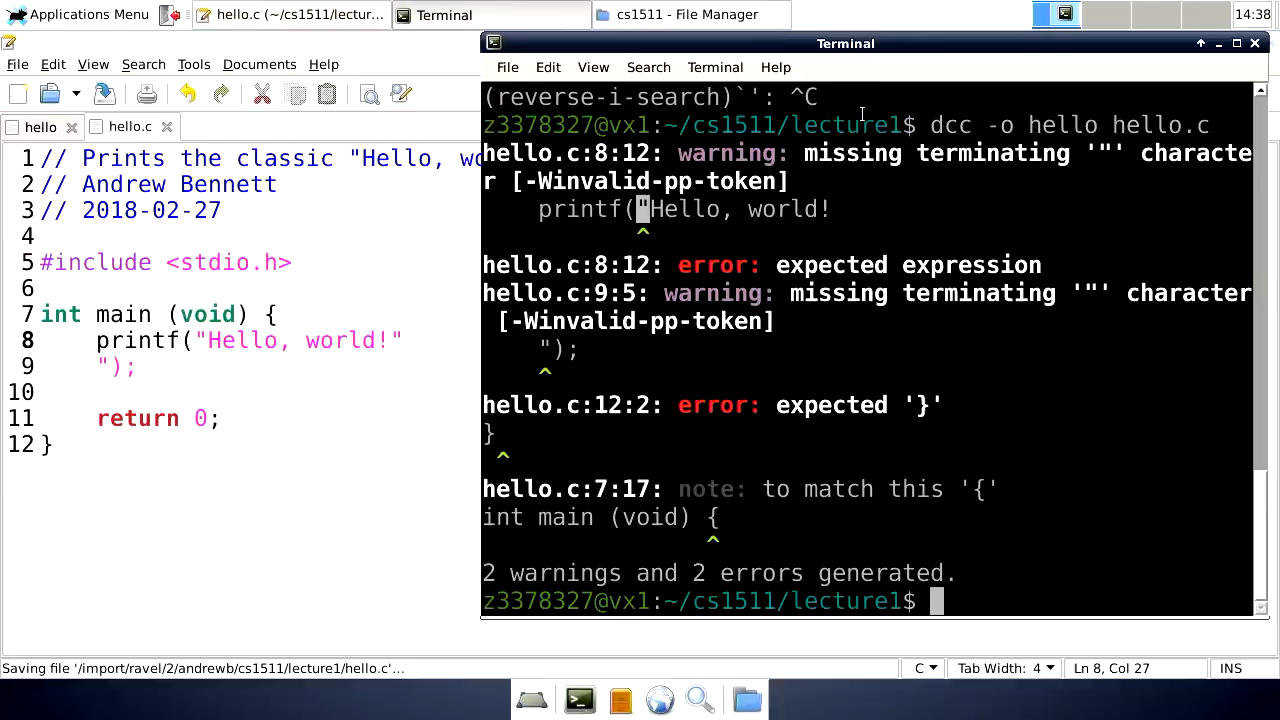 Applications Menu
hello.c (~/cs1511/lectur...
Terminal
cs1511 - File Manager
14:38
File Edit View Search Tools Documents Help
hello
hello.c
1 // Prints the classic "Hello, wo
2 // Andrew Bennett
3 // 2018-02-27
4
5 #include <stdio.h>
6
7 int main (void) {
8 printf("Hello, world!"
9 ");
10
11 return 0;
12 }
Terminal
File Edit View Search Terminal Help
(reverse-i-search)`': ^C
z3378327@vx1:~/cs1511/lecture1$ dcc -o hello hello.c
hello.c:8:12: warning: missing terminating '"' characte
r [-Winvalid-pp-token]
printf("Hello, world!
^
hello.c:8:12: error: expected expression
hello.c:9:5: warning: missing terminating '"' character
[-Winvalid-pp-token]
");
^
hello.c:12:2: error: expected '}'
}
^
hello.c:7:17: note: to match this '{'
int main (void) {
^
2 warnings and 2 errors generated.
z3378327@vx1:~/cs1511/lecture1$
Saving file '/import/ravel/2/andrewb/cs1511/lecture1/hello.c'...
C
Tab Width: 4
Ln 8, Col 27
INS